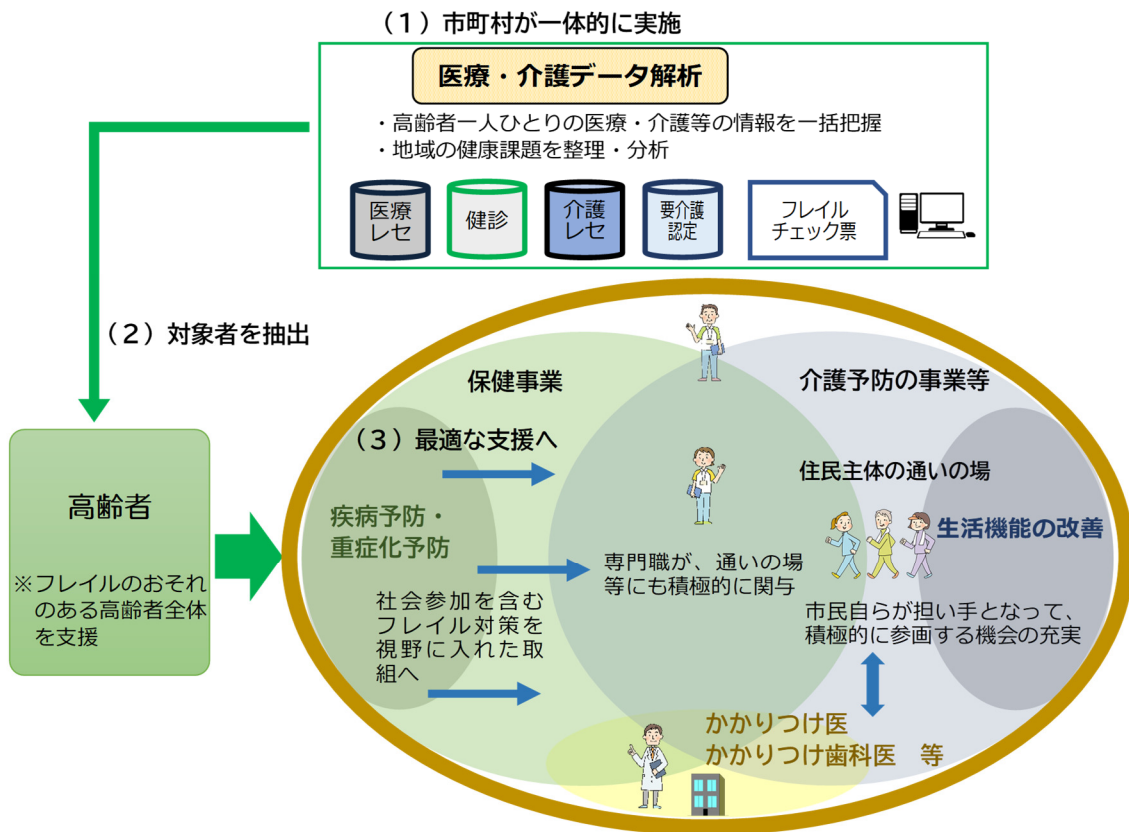 （１）市町村が一体的に実施
医療・介護データ解析
・高齢者一人ひとりの医療・介護等の情報を一括把握
・地域の健康課題を整理・分析
医療
レセ
健診
介護
レセ
要介護
認定
フレイル
チェック票
（２）対象者を抽出
高齢者
※フレイルのおそれ
のある高齢者全体
を支援
保健事業
介護予防の事業等
（３）最適な支援へ
住民主体の通いの場
疾病予防・
重症化予防
生活機能の改善
専門職が、通いの場
等にも積極的に関与
社会参加を含む
フレイル対策を
視野に入れた取
組へ
市民自らが担い手となって、
積極的に参画する機会の充実
かかりつけ医
かかりつけ歯科医　等